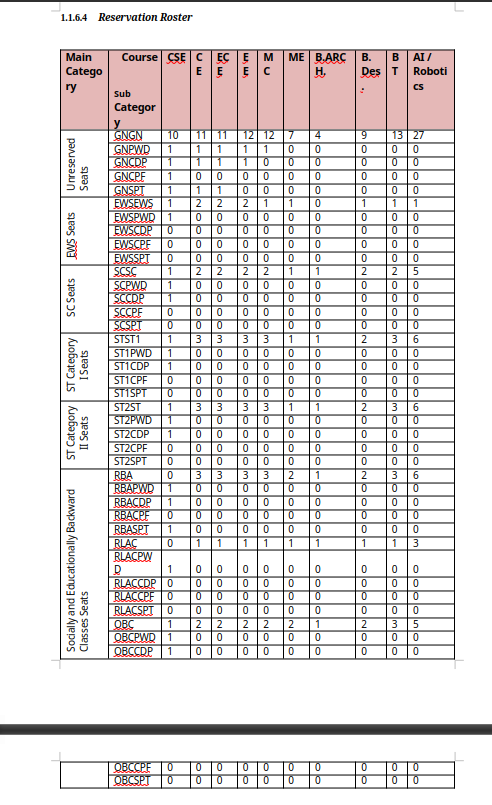 1.1.6.4 Reservation Roster
Main Category Course Sub Category CSE CE ECE EE MC ME B.ARCH. B.Des. BT AI / Robotics
Unreserved Seats
GNGN 10 11 11 12 12 7 4 9 13 27
GNPWD 1 1 1 1 1 0 0 0 0 0
GNCDP 1 1 1 1 0 0 0 0 0 0
GNCPF 1 0 0 0 0 0 0 0 0 0
GNSPT 1 1 1 0 0 0 0 0 0 0
EWS Seats
EWSEWS 1 2 2 2 1 1 0 1 1 1
EWSPWD 1 0 0 0 0 0 0 0 0 0
EWSCDP 0 0 0 0 0 0 0 0 0 0
EWSCPF 0 0 0 0 0 0 0 0 0 0
EWSSPT 0 0 0 0 0 0 0 0 0 0
SC Seats
SCSC 1 2 2 2 2 1 1 2 2 5
SCPWD 1 0 0 0 0 0 0 0 0 0
SCCDP 1 0 0 0 0 0 0 0 0 0
SCCPF 0 0 0 0 0 0 0 0 0 0
SCSPT 0 0 0 0 0 0 0 0 0 0
ST Category I Seats
STST1 1 3 3 3 3 1 1 2 3 6
ST1PWD 1 0 0 0 0 0 0 0 0 0
ST1CDP 1 0 0 0 0 0 0 0 0 0
ST1CPF 0 0 0 0 0 0 0 0 0 0
ST1SPT 0 0 0 0 0 0 0 0 0 0
ST Category II Seats
ST2ST 1 3 3 3 3 1 1 2 3 6
ST2PWD 1 0 0 0 0 0 0 0 0 0
ST2CDP 1 0 0 0 0 0 0 0 0 0
ST2CPF 0 0 0 0 0 0 0 0 0 0
ST2SPT 0 0 0 0 0 0 0 0 0 0
Socially and Educationally Backward Classes Seats
RBA 0 3 3 3 3 2 1 2 3 6
RBAPWD 1 0 0 0 0 0 0 0 0 0
RBACDP 1 0 0 0 0 0 0 0 0 0
RBACPF 0 0 0 0 0 0 0 0 0 0
RBASPT 1 0 0 0 0 0 0 0 0 0
RLAC 0 1 1 1 1 1 1 1 1 3
RLACPWD 1 0 0 0 0 0 0 0 0 0
RLACCDP 0 0 0 0 0 0 0 0 0 0
RLACCPF 0 0 0 0 0 0 0 0 0 0
RLACSPT 0 0 0 0 0 0 0 0 0 0
OBC 1 2 2 2 2 2 1 2 3 5
OBCPWD 1 0 0 0 0 0 0 0 0 0
OBCCDP 1 0 0 0 0 0 0 0 0 0
OBCCPF 0 0 0 0 0 0 0 0 0 0
OBCSPT 0 0 0 0 0 0 0 0 0 0